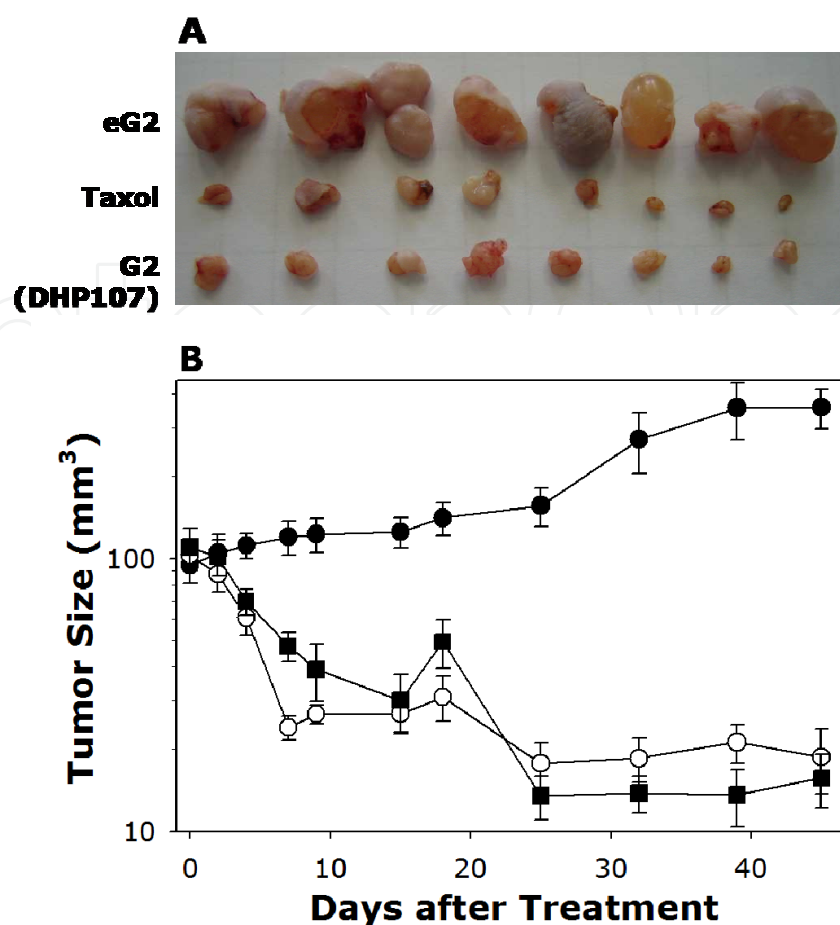 A
eG2
Taxol
G2
(DHP107)
B
Tumor Size (mm³)
100
10
0 10 20 30 40
Days after Treatment